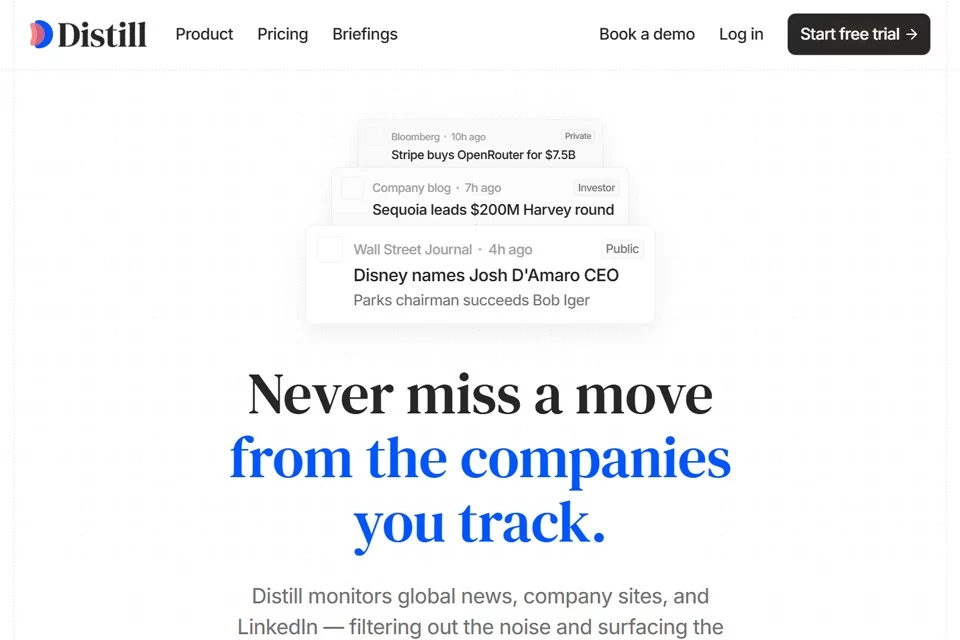 Distill Product Pricing Briefings Book a demo Log in Start free trial →
Bloomberg • 10h ago Private
Stripe buys OpenRouter for $7.5B
Company blog • 7h ago Investor
Sequoia leads $200M Harvey round
Wall Street Journal • 4h ago Public
Disney names Josh D'Amaro CEO
Parks chairman succeeds Bob Iger
Never miss a move
from the companies
you track.
Distill monitors global news, company sites, and
LinkedIn — filtering out the noise and surfacing the